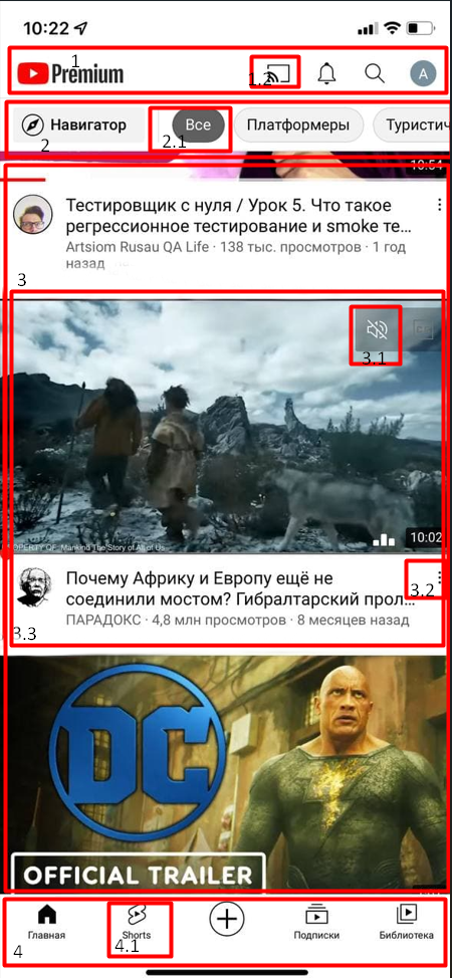 10:22
1
Premium
1.2
A
Навигатор
Все
Платформеры
Туристич
2
2.1
10:54
Тестировщик с нуля / Урок 5. Что такое
регрессионное тестирование и smoke те...
Artsiom Rusau QA Life · 138 тыс. просмотров · 1 год
назад
3
3.1
PROPERTY OF, Mankind The Story of All of Us
10:02
Почему Африку и Европу ещё не
соединили мостом? Гибралтарский прол...
ПАРАДОКС · 4,8 млн просмотров · 8 месяцев назад
3.2
3.3
DC
OFFICIAL TRAILER
Главная
Shorts
Подписки
Библиотека
4
4.1